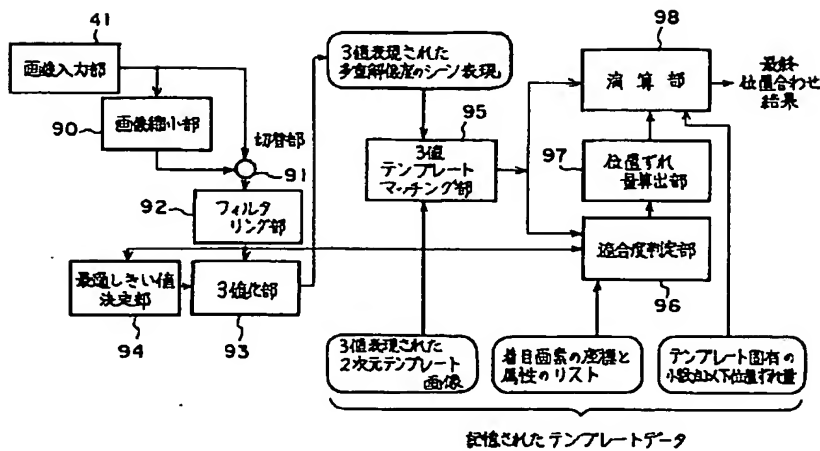 41
画像入力部
90
画像縮小部
切替部
91
92
フィルタ
リング部
最適しきい値
決定部
94
3値化部
93
3値表現された
多重解像度のシーン表現
95
3値
テンプレート
マッチング部
3値表現された
2次元テンプレート
画像
98
演算部
最終
位置合わせ
結果
97
位置ずれ
量算出部
適合度判定部
96
着目画素の座標と
属性のリスト
テンプレート固有の
小数点以下位置ずれ量
記憶されたテンプレートデータ